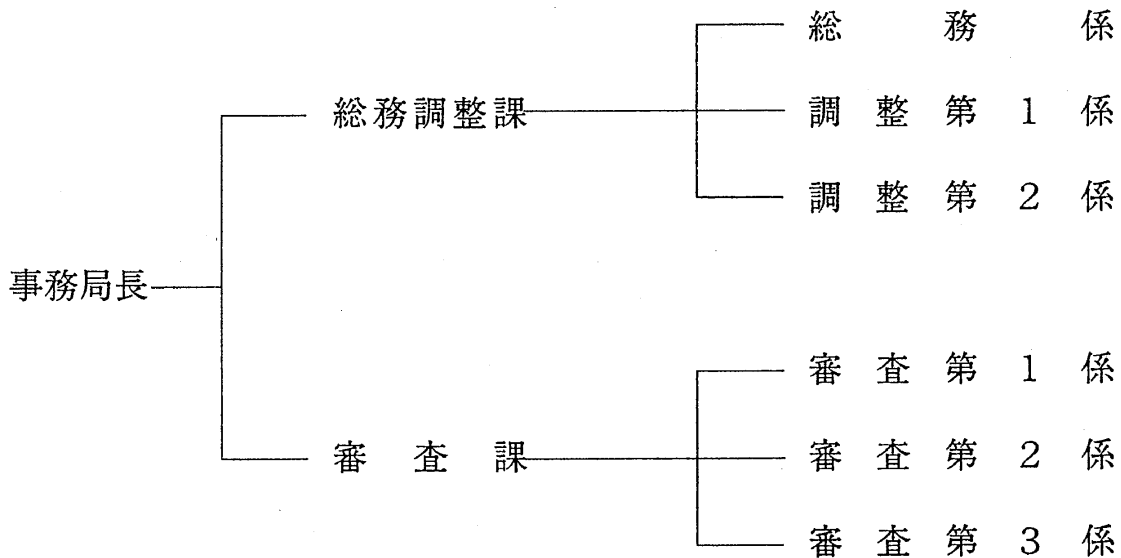 総務係
総務調整課
調整第1係
調整第2係
事務局長
審査第1係
審査課
審査第2係
審査第3係